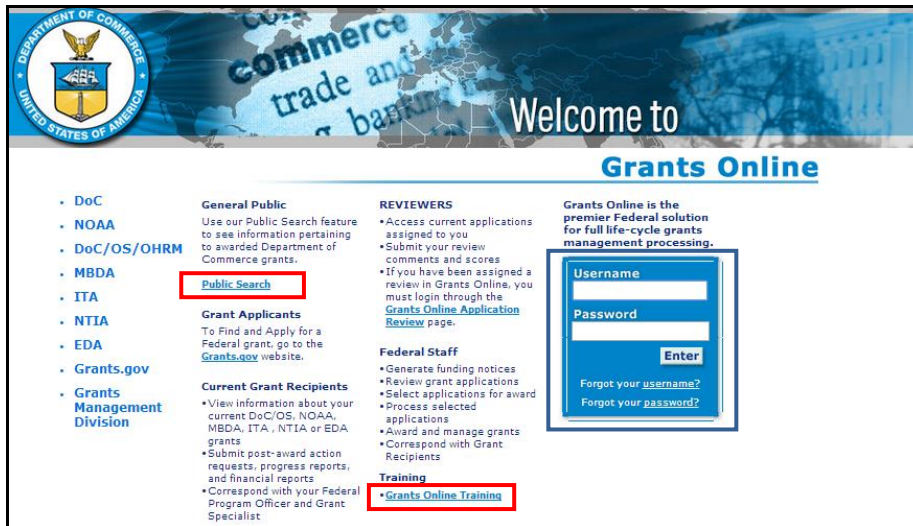 DEPARTMENT OF COMMERCE
UNITED STATES OF AMERICA
commerce
trade and
Welcome to
Grants Online
• DoC
• NOAA
• DoC/OS/OHRM
• MBDA
• ITA
• NTIA
• EDA
• Grants.gov
• Grants
Management
Division
General Public
Use our Public Search feature
to see information pertaining
to awarded Department of
Commerce grants.
Public Search
Grant Applicants
To Find and Apply for a
Federal grant, go to the
Grants.gov website.
Current Grant Recipients
•View information about your
current DoC/OS, NOAA,
MBDA, ITA , NTIA or EDA
grants
•Submit post-award action
requests, progress reports,
and financial reports
•Correspond with your Federal
Program Officer and Grant
Specialist
REVIEWERS
•Access current applications
assigned to you
•Submit your review
comments and scores
•If you have been assigned a
review in Grants Online, you
must login through the
Grants Online Application
Review page.
Federal Staff
•Generate funding notices
•Review grant applications
•Select applications for award
•Process selected
applications
•Award and manage grants
•Correspond with Grant
Recipients
Training
•Grants Online Training
Grants Online is the
premier Federal solution
for full life-cycle grants
management processing.
Username
Password
Enter
Forgot your username?
Forgot your password?